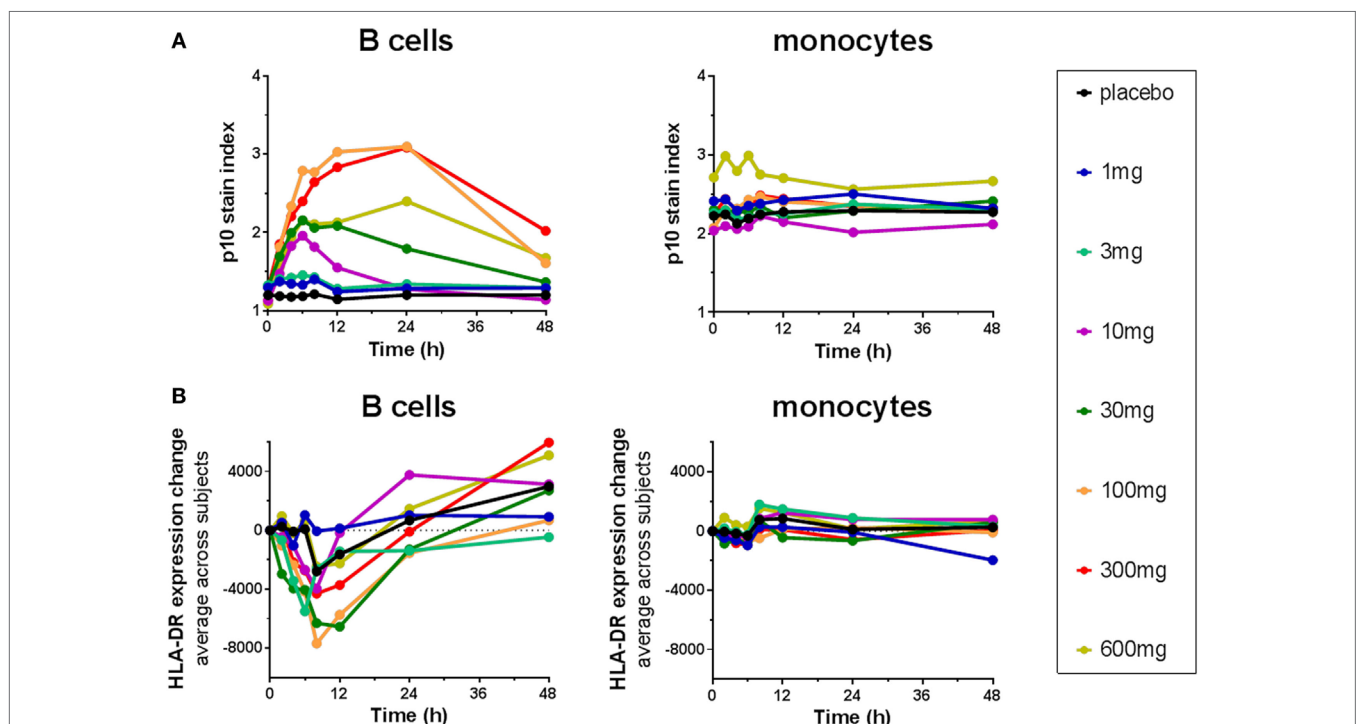 A
B cells
monocytes
p10 stain index
4
3
2
1
0
12
24
36
48
Time (h)
p10 stain index
4
3
2
1
0
12
24
36
48
Time (h)
placebo
1mg
3mg
10mg
30mg
100mg
300mg
600mg
B
B cells
monocytes
HLA-DR expression change
average across subjects
4000
0
-4000
-8000
0
12
24
36
48
Time (h)
HLA-DR expression change
average across subjects
4000
0
-4000
-8000
0
12
24
36
48
Time (h)